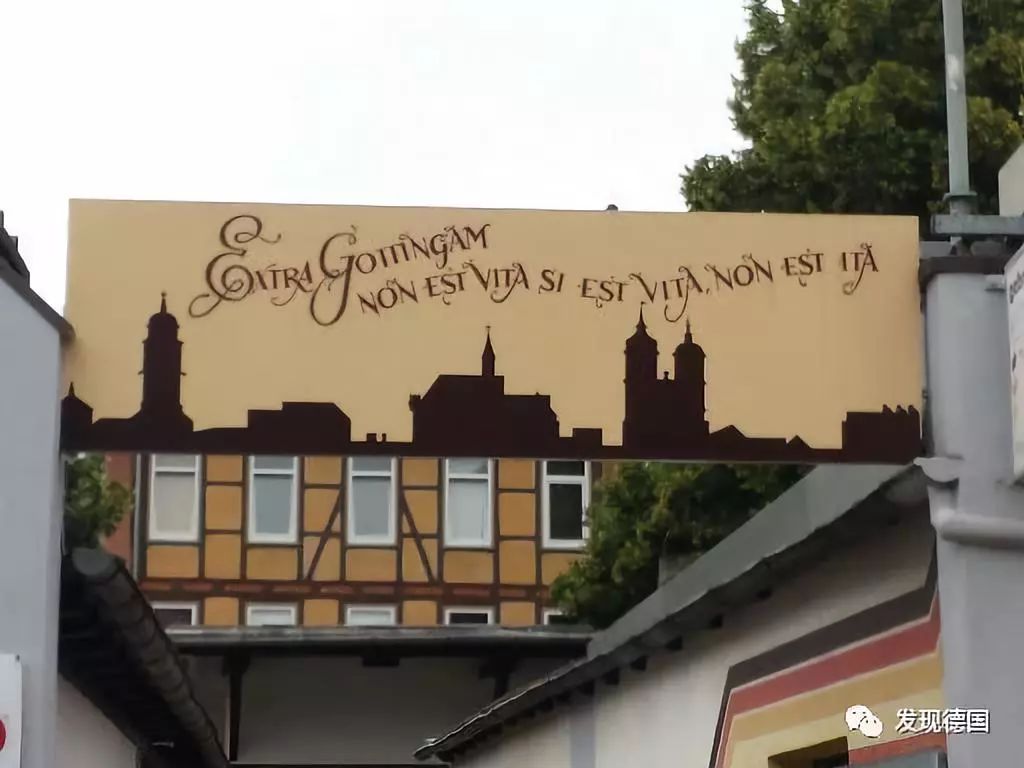 EXTRA GOTTINGAM
NON EST VITA SI EST VITA, NON EST ITA
发现德国